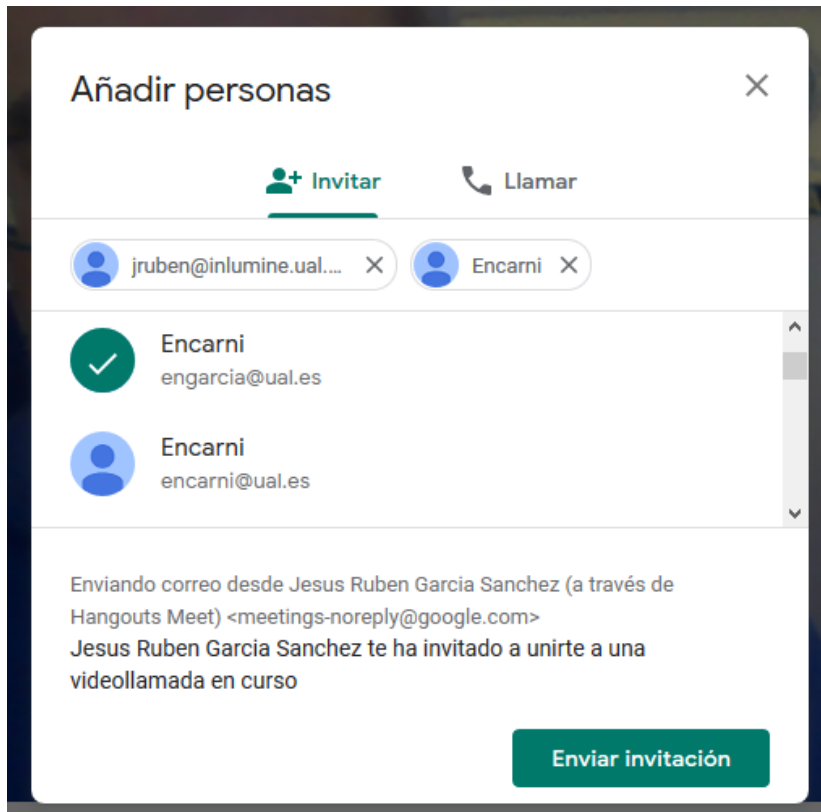 Añadir personas
Invitar
Llamar
jruben@inlumine.ual....
Encarni
Encarni
engarcia@ual.es
Encarni
encarni@ual.es
Enviando correo desde Jesus Ruben Garcia Sanchez (a través de
Hangouts Meet) <meetings-noreply@google.com>
Jesus Ruben Garcia Sanchez te ha invitado a unirte a una
videollamada en curso
Enviar invitación